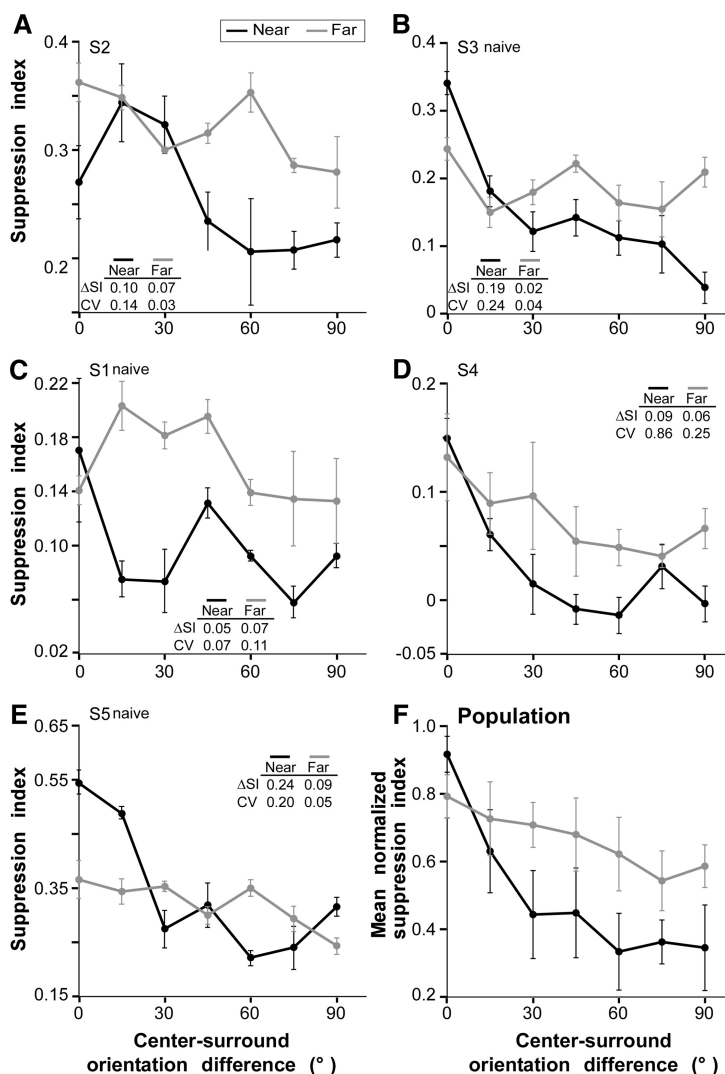 A
S2
Near Far
Suppression index
0.4
0.3
0.2
Near Far
ΔSI 0.10 0.07
CV 0.14 0.03
0 30 60 90
B
S3 naive
0.4
0.3
0.2
0.1
0
Near Far
ΔSI 0.19 0.02
CV 0.24 0.04
0 30 60 90
C
S1 naive
Suppression index
0.22
0.18
0.14
0.10
0.02
Near Far
ΔSI 0.05 0.07
CV 0.07 0.11
0 30 60 90
D
S4
0.2
0.1
0
-0.05
Near Far
ΔSI 0.09 0.06
CV 0.86 0.25
0 30 60 90
E
S5 naive
Suppression index
0.65
0.55
0.35
0.15
Near Far
ΔSI 0.24 0.09
CV 0.20 0.05
0 30 60 90
Center-surround
orientation difference (°)
F
Population
Mean normalized
suppression index
1.0
0.8
0.6
0.4
0.2
0 30 60 90
Center-surround
orientation difference (°)